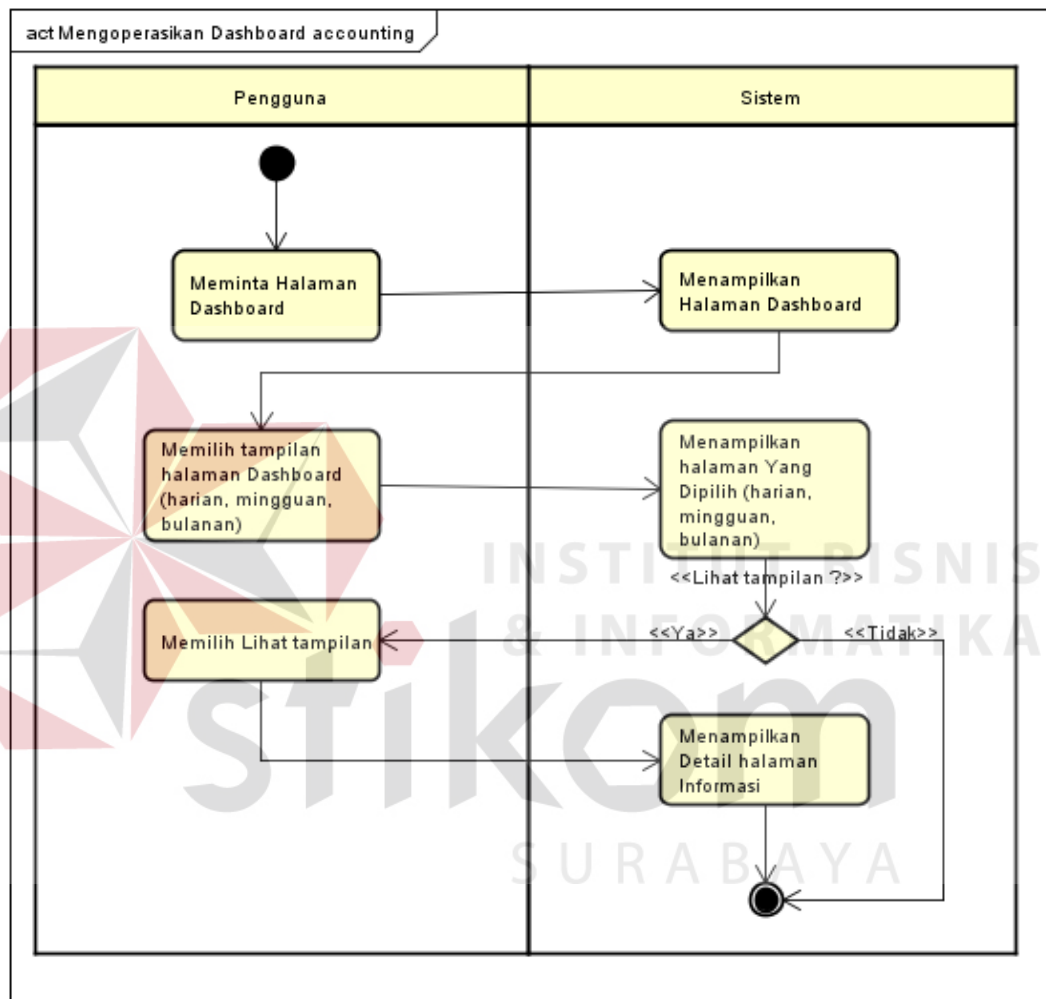 act Mengoperasikan Dashboard accounting
Pengguna
Sistem
Meminta Halaman
Dashboard
Menampilkan
Halaman Dashboard
Memilih tampilan
halaman Dashboard
(harian, mingguan,
bulanan)
Menampilkan
halaman Yang
Dipilih (harian,
mingguan,
bulanan)
<<Lihat tampilan ?>>
Memilih Lihat tampilan
<<Ya>>
<<Tidak>>
Menampilkan
Detail halaman
Informasi
INSTITUT BISNIS
& INFORMATIKA
stikom
SURABAYA